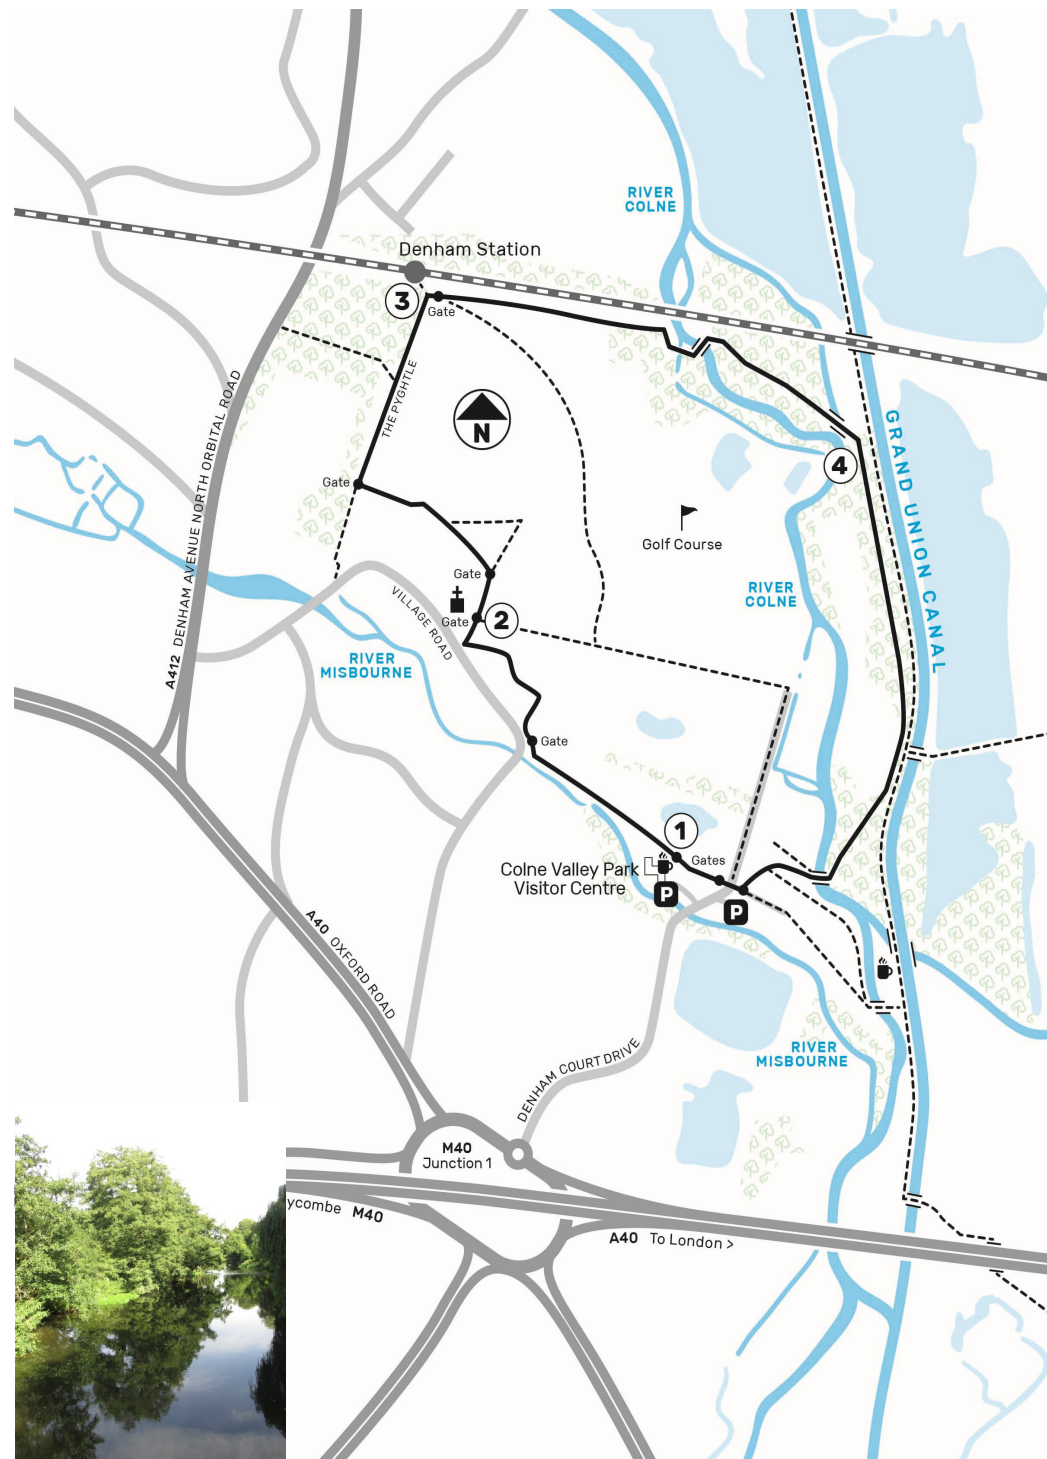 RIVER
COLNE
Denham Station
3
Gate
THE PYGHTLE
N
DENHAM AVENUE NORTH ORBITAL ROAD
A412
GRAND UNION CANAL
4
Gate
Golf Course
Gate
RIVER
COLNE
VILLAGE ROAD
Gate
2
RIVER
MISBOURNE
Gate
1
Gates
Colne Valley Park
Visitor Centre
P
P
A40 OXFORD ROAD
RIVER
MISBOURNE
DENHAM COURT DRIVE
M40
Junction 1
ycombe M40
A40 To London >